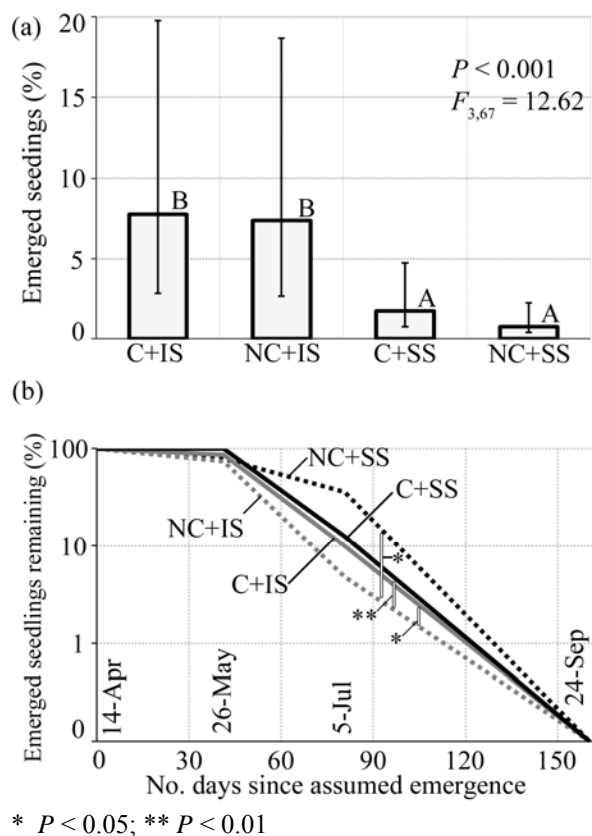 (a)
20
15
10
5
0
Emerged seedings (%)
P < 0.001
F3,67 = 12.62
B
B
A
A
C+IS
NC+IS
C+SS
NC+SS
(b)
100
10
1
0
Emerged seedlings remaining (%)
NC+SS
C+SS
NC+IS
C+IS
*
**
*
14-Apr
26-May
5-Jul
24-Sep
0
30
60
90
120
150
No. days since assumed emergence
* P < 0.05; ** P < 0.01